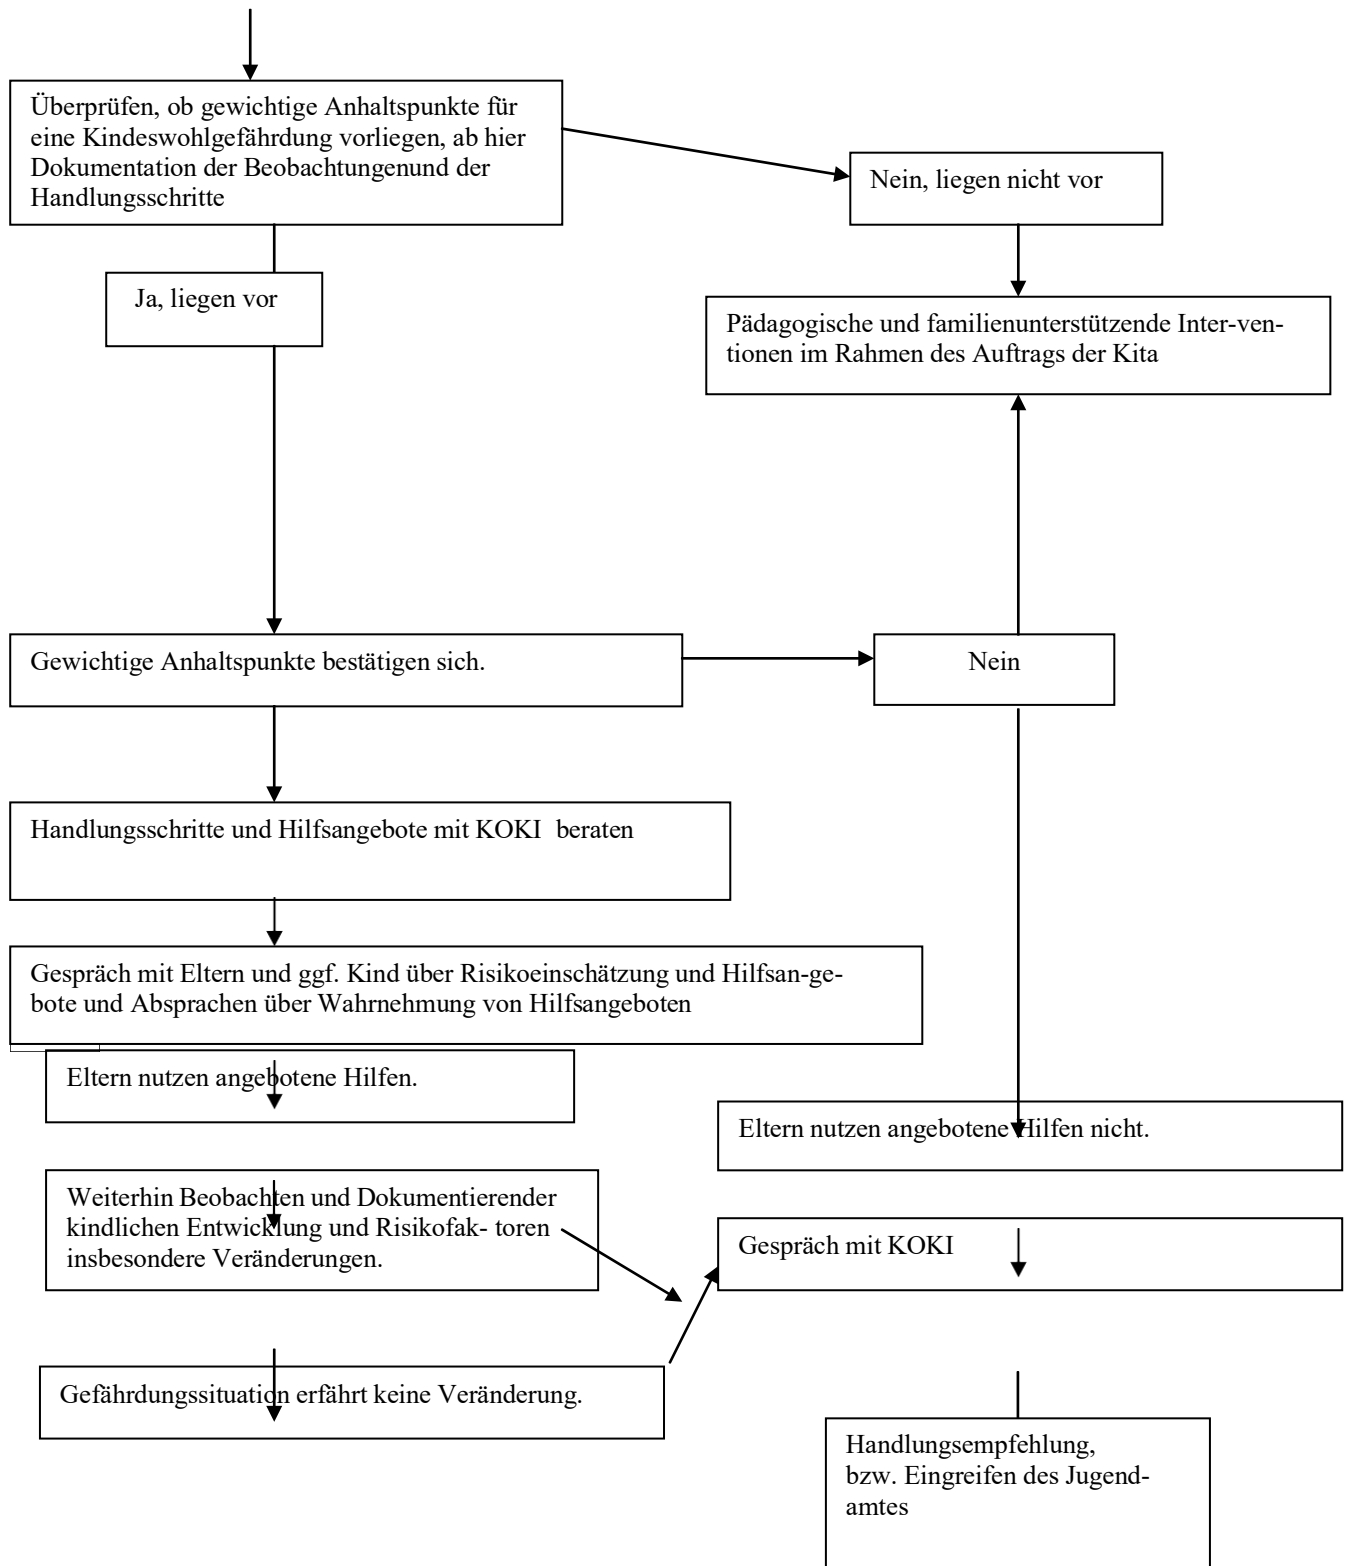 Überprüfen, ob gewichtige Anhaltspunkte für
eine Kindeswohlgefährdung vorliegen, ab hier
Dokumentation der Beobachtungenund der
Handlungsschritte
Nein, liegen nicht vor
Ja, liegen vor
Pädagogische und familienunterstützende Inter-ven-
tionen im Rahmen des Auftrags der Kita
Gewichtige Anhaltspunkte bestätigen sich.
Nein
Handlungsschritte und Hilfsangebote mit KOKI  beraten
Gespräch mit Eltern und ggf. Kind über Risikoeinschätzung und Hilfsan-ge-
bote und Absprachen über Wahrnehmung von Hilfsangeboten
Eltern nutzen angebotene Hilfen.
Eltern nutzen angebotene Hilfen nicht.
Weiterhin Beobachten und Dokumentierender
kindlichen Entwicklung und Risikofak- toren
insbesondere Veränderungen.
Gespräch mit KOKI
Gefährdungssituation erfährt keine Veränderung.
Handlungsempfehlung,
bzw. Eingreifen des Jugend-
amtes